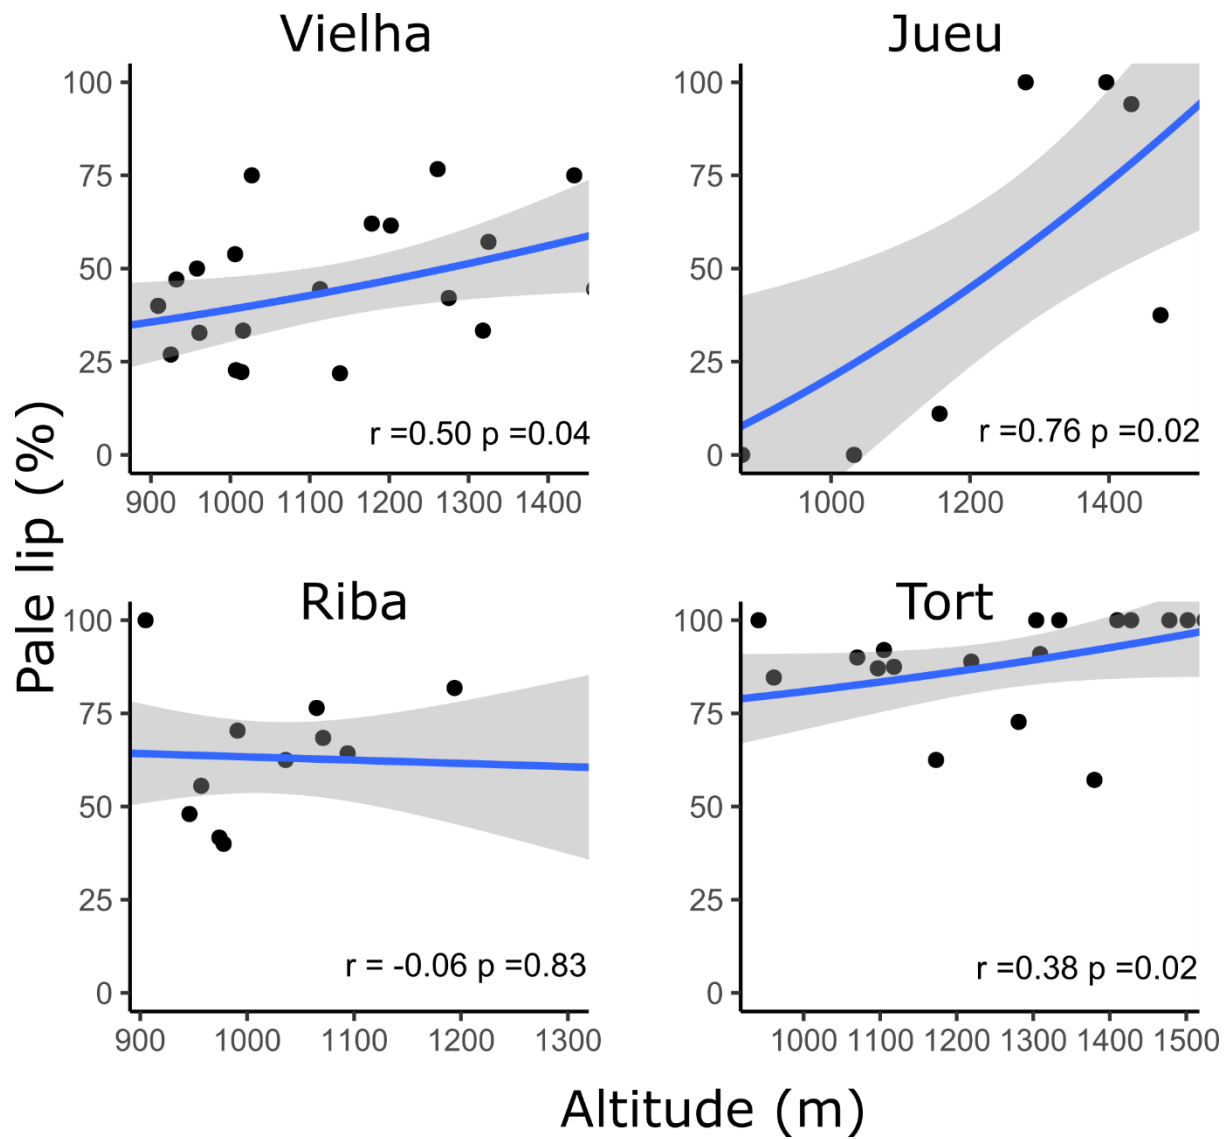 Vielha
100
75
50
25
0
r =0.50 p =0.04
900 1000 1100 1200 1300 1400
Jueu
100
75
50
25
0
r =0.76 p =0.02
1000 1200 1400
Pale lip (%)
Riba
100
75
50
25
0
r = -0.06 p =0.83
900 1000 1100 1200 1300
Tort
100
75
50
25
0
r =0.38 p =0.02
1000 1100 1200 1300 1400 1500
Altitude (m)